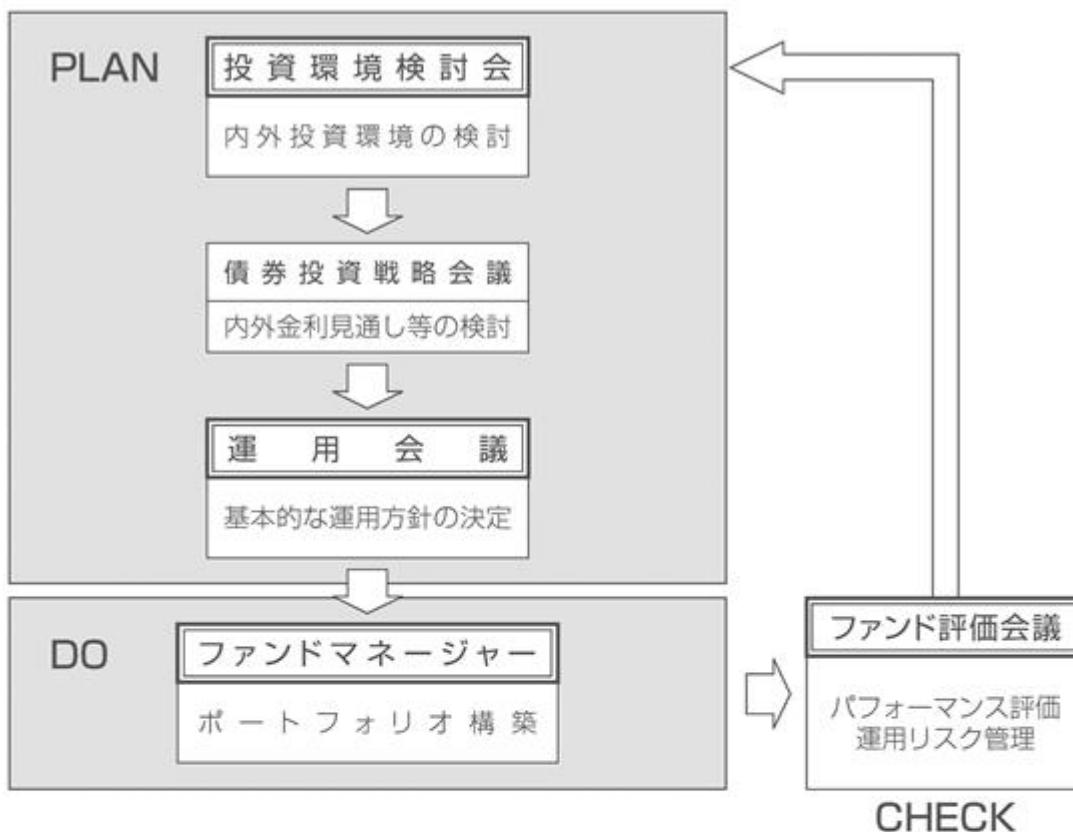 PLAN
投資環境検討会
内外投資環境の検討
債券投資戦略会議
内外金利見通し等の検討
運用会議
基本的な運用方針の決定
DO
ファンドマネージャー
ポートフォリオ構築
ファンド評価会議
パフォーマンス評価
運用リスク管理
CHECK